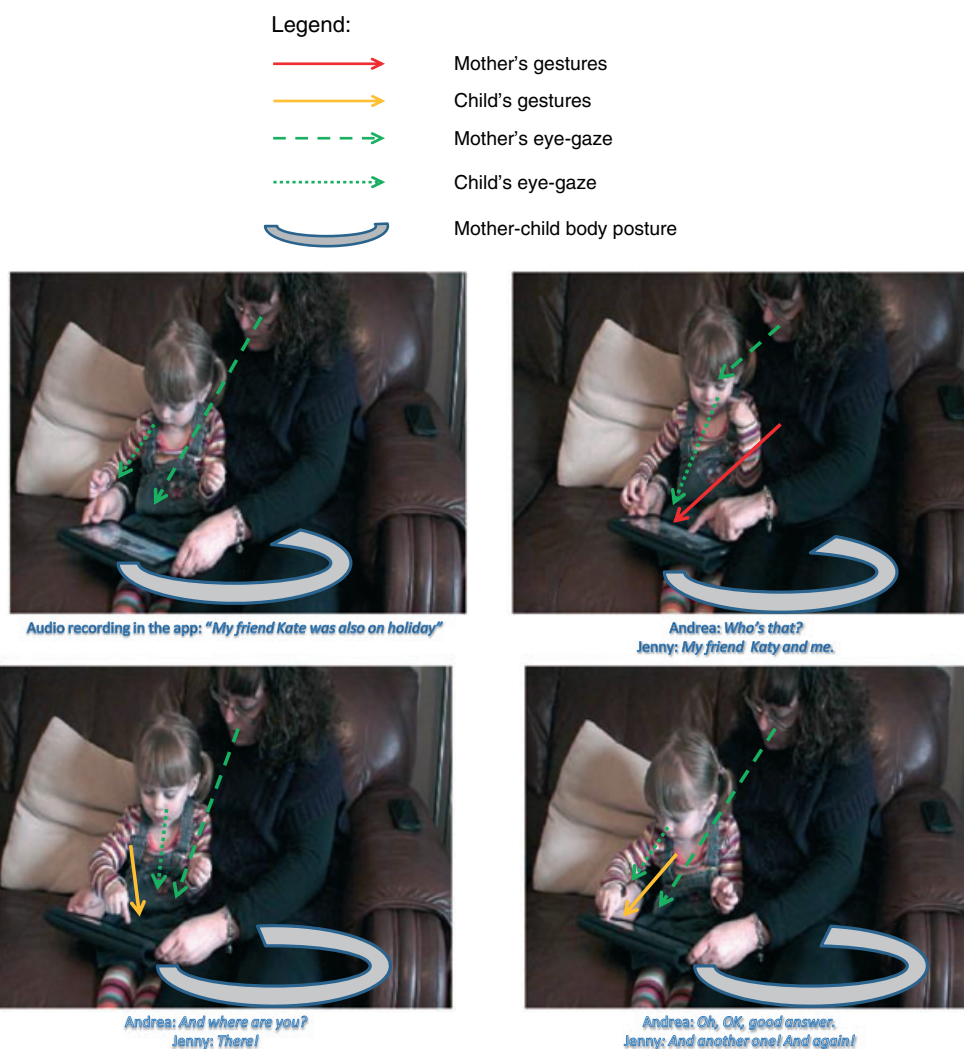 Legend:
Mother's gestures
Child's gestures
Mother's eye-gaze
Child's eye-gaze
Mother-child body posture
Audio recording in the app: "My friend Kate was also on holiday"
Andrea: Who's that?
Jenny: My friend Katy and me.
Andrea: And where are you?
Jenny: There!
Andrea: Oh, OK, good answer.
Jenny: And another one! And again!